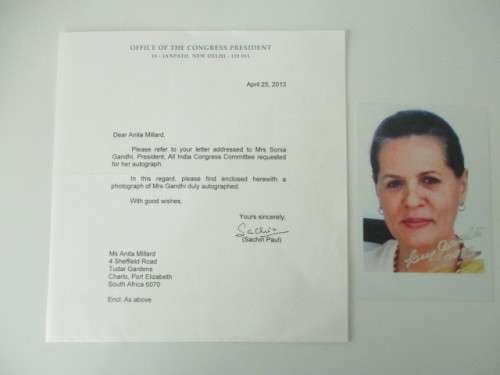 OFFICE OF THE CONGRESS PRESIDENT
10 - JANPATH, NEW DELHI - 110 011
April 25, 2013
Dear Anita Millard,
Please refer to your letter addressed to Mrs Sonia
Gandhi, President, All India Congress Committee requested
for her autograph.
In this regard, please find enclosed herewith a
photograph of Mrs Gandhi duly autographed.
With good wishes,
Yours sincerely,
Sachin
(Sachin Paul)
Ms Anita Millard
4 Sheffield Road
Tudar Gardens
Charlo, Port Elizabeth
South Africa 6070
Encl: As above